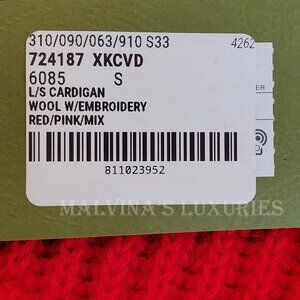 310/090/063/910 S33
4262
724187 XKCVD
6085 S
L/S CARDIGAN
WOOL W/EMBROIDERY
RED/PINK/MIX
811023952
MALVINA'S LUXURIES